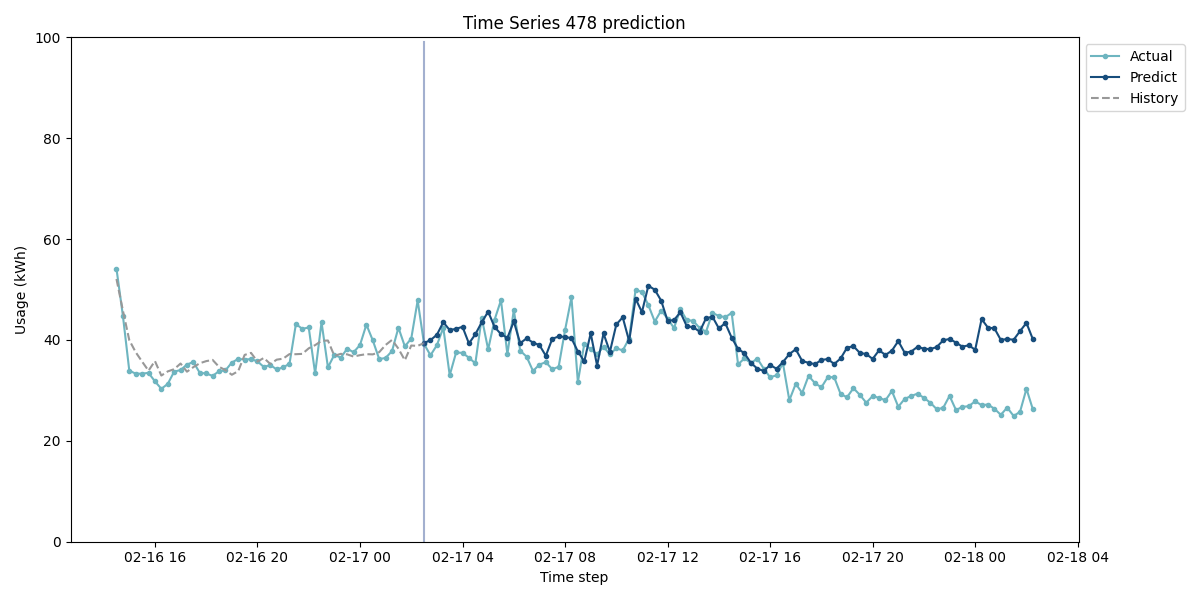 Time Series 478 prediction
100
80
60
40
20
0
Usage (kWh)
02-16 16
02-16 20
02-17 00
02-17 04
02-17 08
02-17 12
02-17 16
02-17 20
02-18 00
02-18 04
Time step
Actual
Predict
History